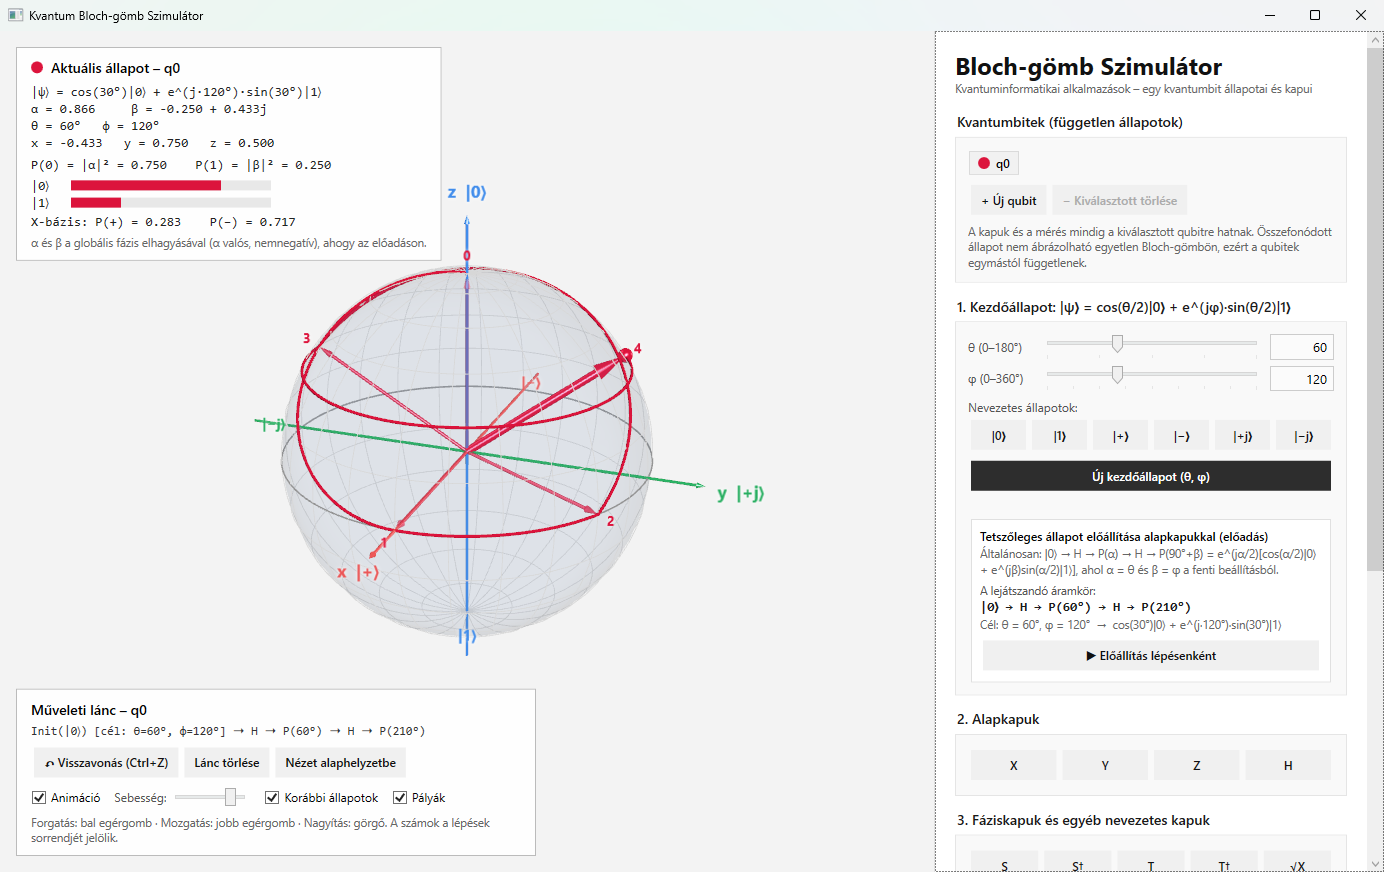 Kvantum Bloch-gömb Szimulátor
Aktuális állapot – q0
|ψ⟩ = cos(30°)|0⟩ + e^(j·120°)·sin(30°)|1⟩
α = 0.866 β = -0.250 + 0.433j
θ = 60° ϕ = 120°
x = -0.433 y = 0.750 z = 0.500
P(0) = |α|² = 0.750 P(1) = |β|² = 0.250
|0⟩
|1⟩
X-bázis: P(+) = 0.283 P(−) = 0.717
α és β a globális fázis elhagyásával (α valós, nemnegatív), ahogy az előadáson.
z |0⟩
0
3
4
|−⟩
|−j⟩
y |+j⟩
2
1
x |+⟩
|1⟩
Műveleti lánc – q0
Init(|0⟩) [cél: θ=60°, ϕ=120°] → H → P(60°) → H → P(210°)
↶ Visszavonás (Ctrl+Z)
Lánc törlése
Nézet alaphelyzetbe
Animáció
Sebesség:
Korábbi állapotok
Pályák
Forgatás: bal egérgomb · Mozgatás: jobb egérgomb · Nagyítás: görgő. A számok a lépések
sorrendjét jelölik.
Bloch-gömb Szimulátor
Kvantuminformatikai alkalmazások – egy kvantumbit állapotai és kapui
Kvantumbitek (független állapotok)
q0
+ Új qubit
− Kiválasztott törlése
A kapuk és a mérés mindig a kiválasztott qubitre hatnak. Összefonódott
állapot nem ábrázolható egyetlen Bloch-gömbön, ezért a qubitek
egymástól függetlenek.
1. Kezdőállapot: |ψ⟩ = cos(θ/2)|0⟩ + e^(jφ)·sin(θ/2)|1⟩
θ (0–180°)
60
φ (0–360°)
120
Nevezetes állapotok:
|0⟩
|1⟩
|+⟩
|−⟩
|+j⟩
|−j⟩
Új kezdőállapot (θ, φ)
Tetszőleges állapot előállítása alapkapukkal (előadás)
Általánosan: |0⟩ → H → P(α) → H → P(90°+β) = e^(jα/2)[cos(α/2)|0⟩
+ e^(jβ)sin(α/2)|1⟩], ahol α = θ és β = φ a fenti beállításból.
A lejátszandó áramkör:
|0⟩ → H → P(60°) → H → P(210°)
Cél: θ = 60°, φ = 120° → cos(30°)|0⟩ + e^(j·120°)·sin(30°)|1⟩
▶ Előállítás lépésenként
2. Alapkapuk
X
Y
Z
H
3. Fáziskapuk és egyéb nevezetes kapuk
S
S†
T
T†
√X